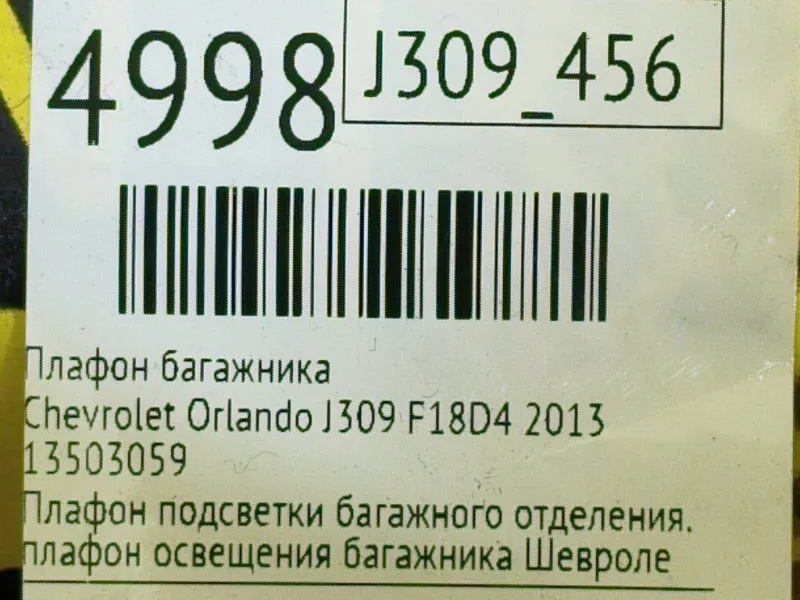 4998
J309_456
Плафон багажника
Chevrolet Orlando J309 F18D4 2013
13503059
Плафон подсветки багажного отделения.
плафон освещения багажника Шевроле